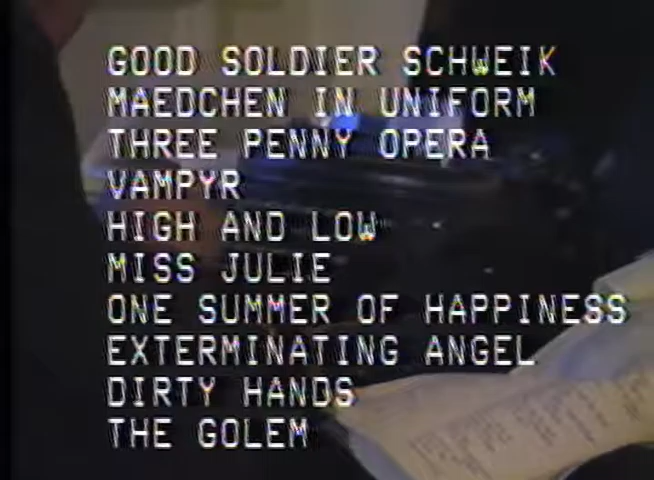 GOOD SOLDIER SCHWEIK
MAEDCHEN IN UNIFORM
THREE PENNY OPERA
VAMPYR
HIGH AND LOW
MISS JULIE
ONE SUMMER OF HAPPINESS
EXTERMINATING ANGEL
DIRTY HANDS
THE GOLEM